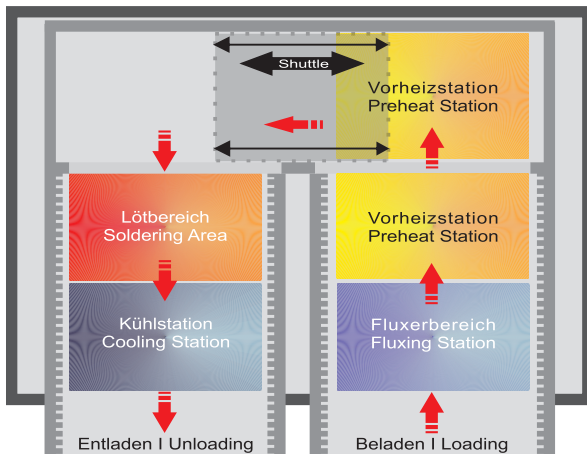 Shuttle
Vorheizstation
Preheat Station
Lötbereich
Soldering Area
Vorheizstation
Preheat Station
Kühlstation
Cooling Station
Fluxerbereich
Fluxing Station
Entladen I Unloading
Beladen I Loading